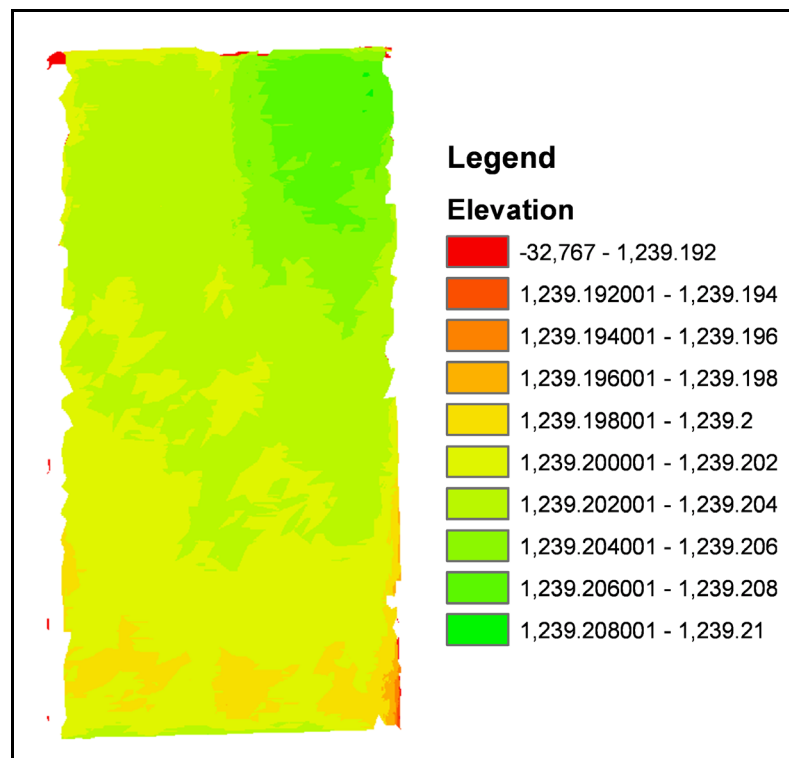 Legend
Elevation
-32,767 - 1,239.192
1,239.192001 - 1,239.194
1,239.194001 - 1,239.196
1,239.196001 - 1,239.198
1,239.198001 - 1,239.2
1,239.200001 - 1,239.202
1,239.202001 - 1,239.204
1,239.204001 - 1,239.206
1,239.206001 - 1,239.208
1,239.208001 - 1,239.21